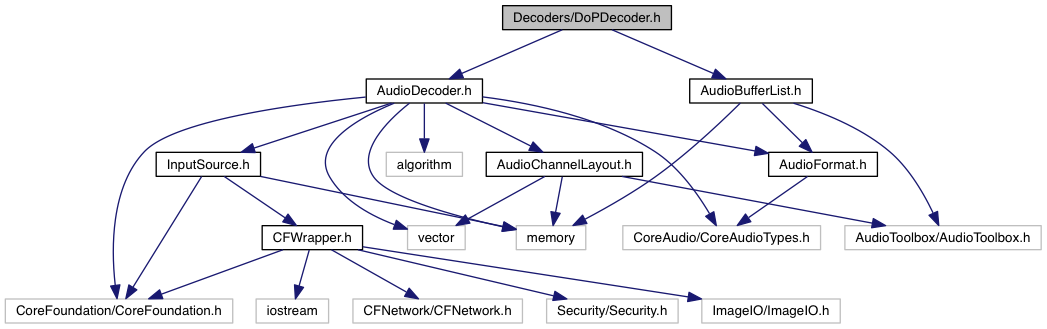 Decoders/DoPDecoder.h
AudioDecoder.h
AudioBufferList.h
InputSource.h
algorithm
AudioChannelLayout.h
AudioFormat.h
CFWrapper.h
vector
memory
CoreAudio/CoreAudioTypes.h
AudioToolbox/AudioToolbox.h
CoreFoundation/CoreFoundation.h
iostream
CFNetwork/CFNetwork.h
Security/Security.h
ImageIO/ImageIO.h